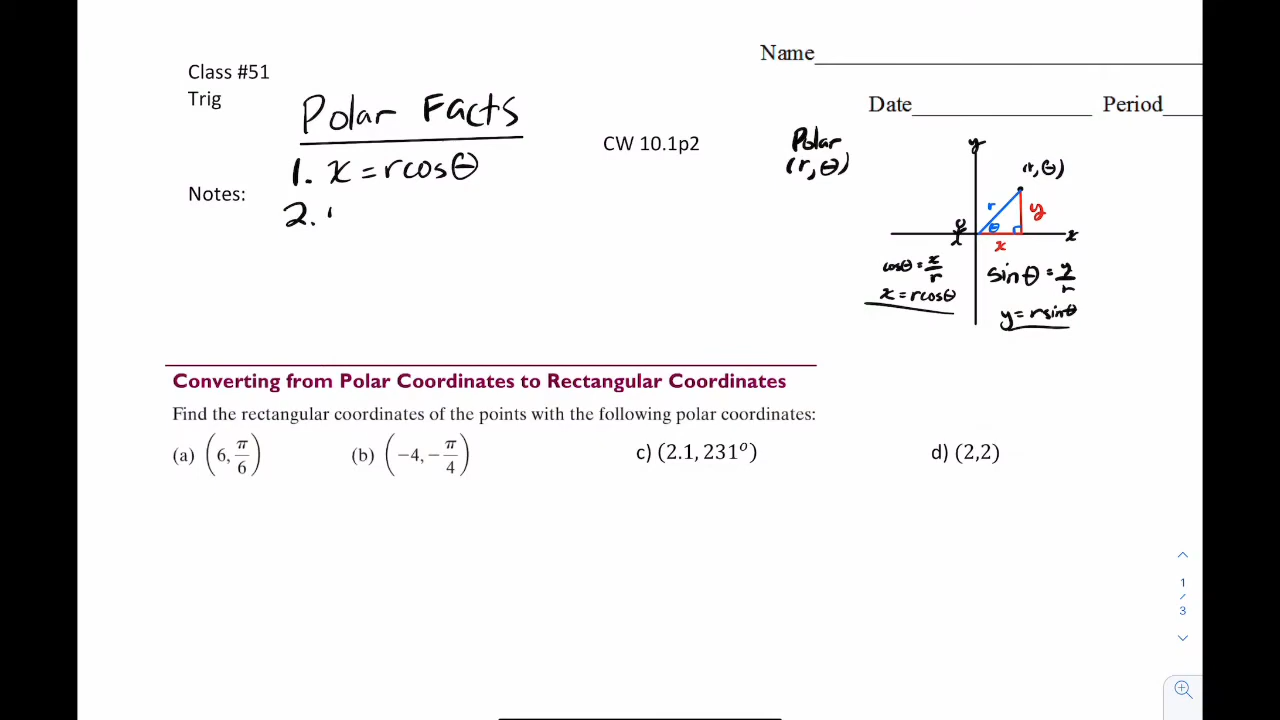 Name
Class #51
Trig
Date Period
Polar Facts
CW 10.1p2
Polar
(r, θ)
1. x = rcosθ
Notes:
2.
y
(r, θ)
r
y
θ
x
x
cosθ = x/r
x = rcosθ
sinθ = y/r
y = rsinθ
Converting from Polar Coordinates to Rectangular Coordinates
Find the rectangular coordinates of the points with the following polar coordinates:
(a) (6, π/6) (b) (−4, −π/4) c) (2.1, 231°) d) (2,2)
1
/
3